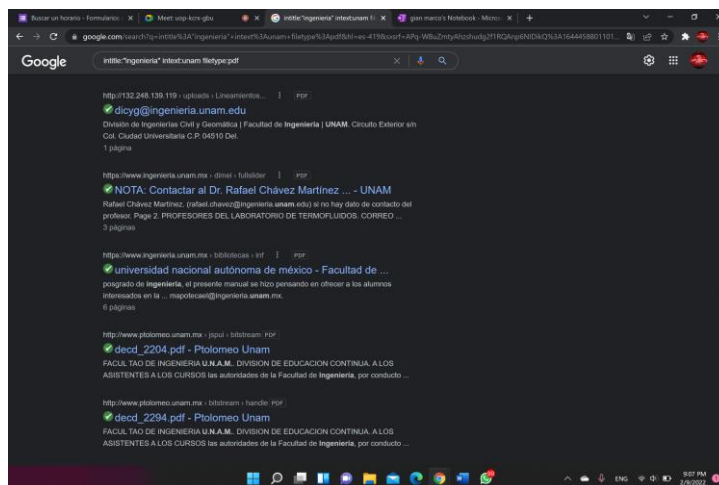 Buscar un horario - Formularios
Meet: uop-kcrx-gbu
intitle:"ingenieria" intext:unam fil
gian marco's Notebook - Micros
google.com/search?q=intitle%3A"ingenieria"+intext%3Aunam+filetype%3Apdf&hl=es-419&
Google
intitle:"ingenieria" intext:unam filetype:pdf
http://132.248.139.119 › uploads › Lineamientos... PDF
dicyg@ingenieria.unam.edu
División de Ingenierías Civil y Geomática | Facultad de Ingeniería | UNAM. Circuito Exterior s/n
Col. Ciudad Universitaria C.P. 04510 Del.
1 página
http://www.ingenieria.unam.mx › dimei › fullslider PDF
NOTA: Contactar al Dr. Rafael Chávez Martínez ... - UNAM
Rafael Chávez Martínez. (rafael.chavez@ingenieria.unam.edu) si no hay dato de contacto del
profesor. Page 2. PROFESORES DEL LABORATORIO DE TERMOFLUIDOS. CORREO ...
3 páginas
https://www.ingenieria.unam.mx › bibliotecas › inf PDF
universidad nacional autónoma de méxico - Facultad de ...
posgrado de ingeniería, el presente manual se hizo pensando en ofrecer a los alumnos
interesados en la ... mapotecael@ingenieria.unam.mx.
6 páginas
http://www.ptolomeo.unam.mx › jspui › bitstream PDF
decd_2204.pdf - Ptolomeo Unam
FACUL TAO DE INGENIERIA U.N.A.M.. DIVISION DE EDUCACION CONTINUA. A LOS
ASISTENTES A LOS CURSOS las autoridades de la Facultad de Ingeniería, por conducto ...
http://www.ptolomeo.unam.mx › bitstream › handle PDF
decd_2294.pdf - Ptolomeo Unam
FACUL TAO DE INGENIERIA U.N.A.M.. DIVISION DE EDUCACION CONTINUA. A LOS
ASISTENTES A LOS CURSOS las autoridades de la Facultad de Ingeniería, por conducto ...
ENG
9:07 PM
2/9/2022